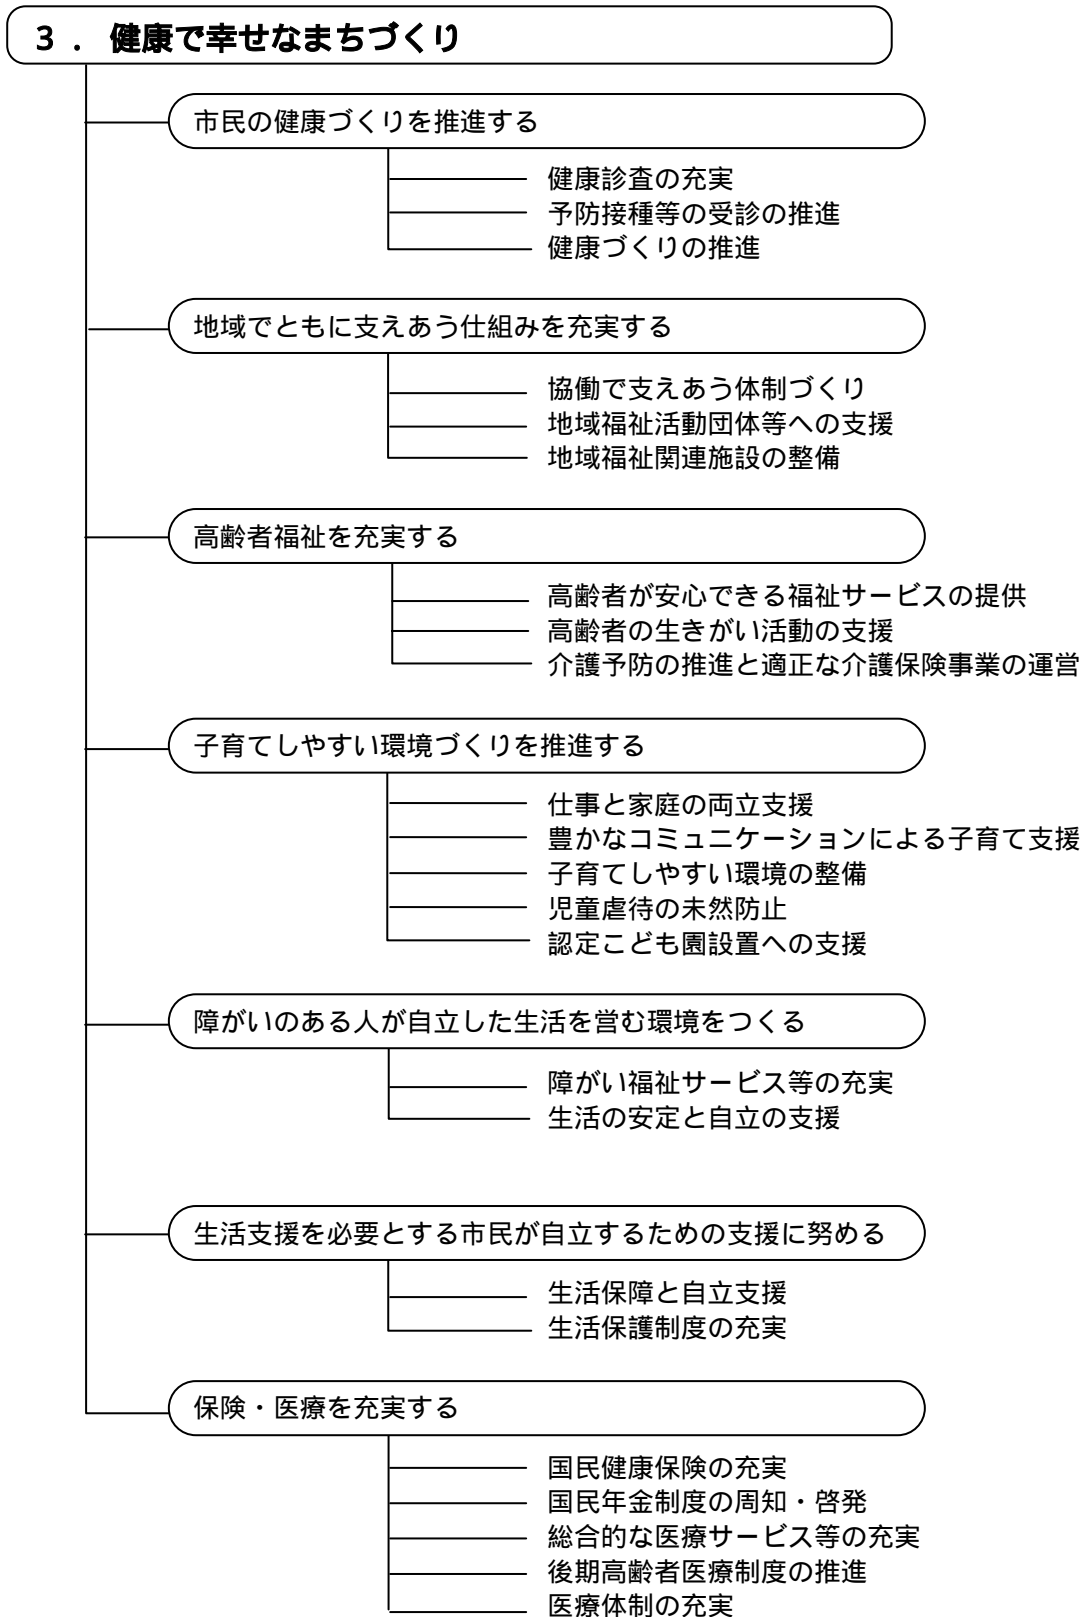 3．健康で幸せなまちづくり
市民の健康づくりを推進する
健康診査の充実
予防接種等の受診の推進
健康づくりの推進
地域でともに支えあう仕組みを充実する
協働で支えあう体制づくり
地域福祉活動団体等への支援
地域福祉関連施設の整備
高齢者福祉を充実する
高齢者が安心できる福祉サービスの提供
高齢者の生きがい活動の支援
介護予防の推進と適正な介護保険事業の運営
子育てしやすい環境づくりを推進する
仕事と家庭の両立支援
豊かなコミュニケーションによる子育て支援
子育てしやすい環境の整備
児童虐待の未然防止
認定こども園設置への支援
障がいのある人が自立した生活を営む環境をつくる
障がい福祉サービス等の充実
生活の安定と自立の支援
生活支援を必要とする市民が自立するための支援に努める
生活保障と自立支援
生活保護制度の充実
保険・医療を充実する
国民健康保険の充実
国民年金制度の周知・啓発
総合的な医療サービス等の充実
後期高齢者医療制度の推進
医療体制の充実